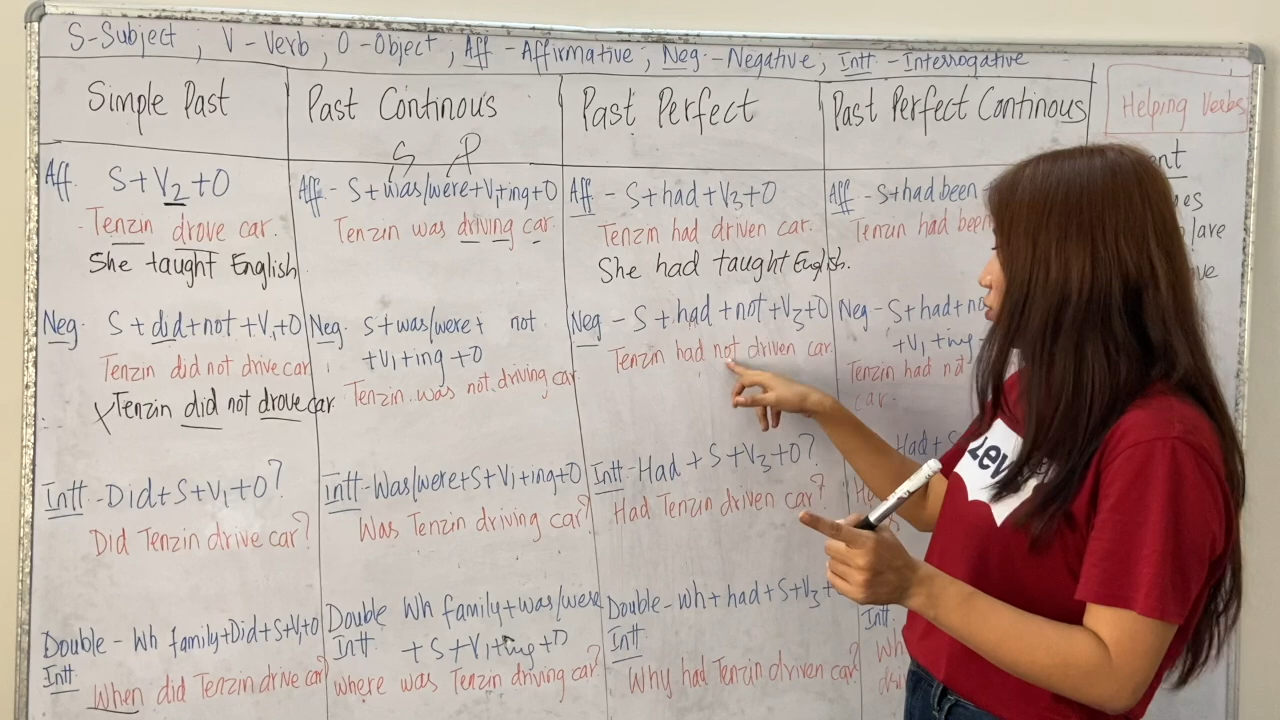 S-Subject ; V-Verb ; O-Object , Aff -Affirmative ; Neg.-Negative ; Intt.-Interrogative
Simple Past
Aff. S+V2+O
Tenzin drove car.
She taught English
Neg. S+did+not+V1+O
Tenzin did not drive car
X Tenzin did not drove car.
Intt-Did+S+V1+O?
Did Tenzin drive car?
Double - Wh family+Did+S+V1+O
Intt
When did Tenzin drive car?
Past Continous
S P
Aff.- S+was/were+V1+ing+O
Tenzin was driving car.
Neg. S+was/were+ not
+V1+ing+O
Tenzin was not driving car
Intt-Was/were+S+V1+ing+O
Was Tenzin driving car?
Double Wh family+was/were
Intt +S+V1+ing+O
where was Tenzin driving car?
Past Perfect
Aff - S+had+V3+O
Tenzin had driven car.
She had taught English.
Neg - S+had+not+V3+O
Tenzin had not driven car.
Intt-Had+S+V3+O?
Had Tenzin driven car?
Double-Wh+had+S+V3+
Intt
Why had Tenzin driven car?
Past Perfect Continous
Aff - S+had been
Tenzin had been
Neg-S+had+
+V1+ing
Tenzin had
car.
Had+S
Intt.
Helping Verbs
Levi